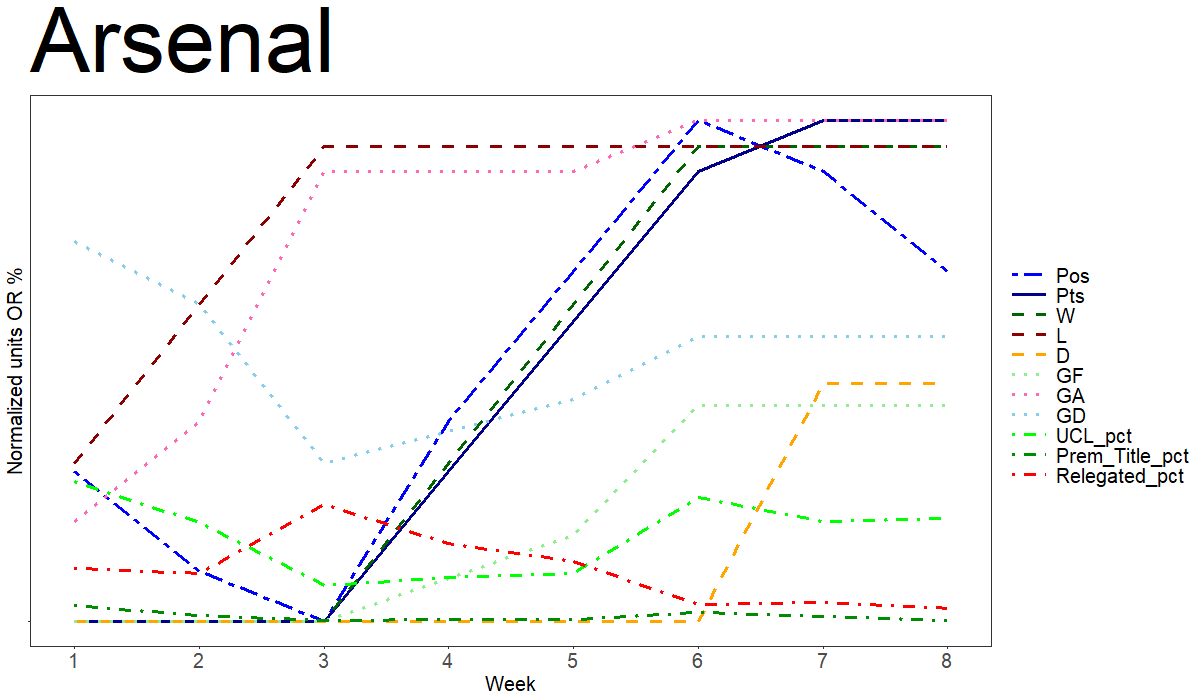 Arsenal
Normalized units OR %
Pos
Pts
W
L
D
GF
GA
GD
UCL_pct
Prem_Title_pct
Relegated_pct
1 2 3 4 5 6 7 8
Week